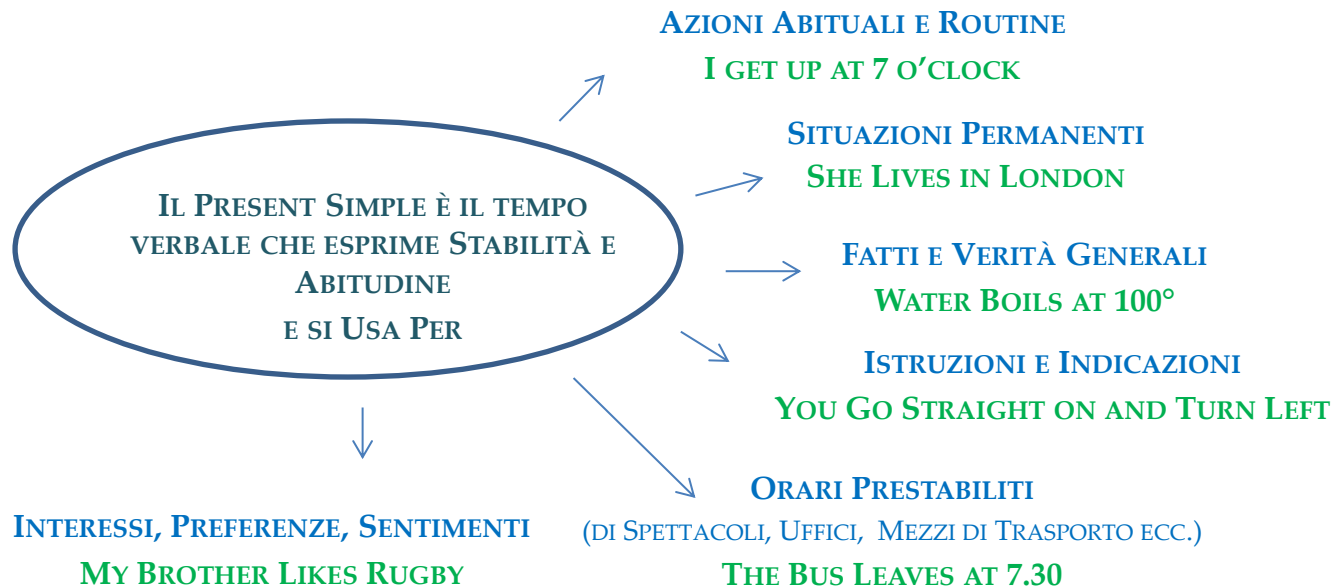 Azioni Abituali e Routine
I get up at 7 o'clock
Situazioni Permanenti
She Lives in London
Il Present Simple è il tempo
verbale che esprime Stabilità e
Abitudine
e si Usa Per
Fatti e Verità Generali
Water Boils at 100°
Istruzioni e Indicazioni
You Go Straight on and Turn Left
Orari Prestabiliti
(di Spettacoli, Uffici, Mezzi di Trasporto ecc.)
The Bus Leaves at 7.30
Interessi, Preferenze, Sentimenti
My Brother Likes Rugby